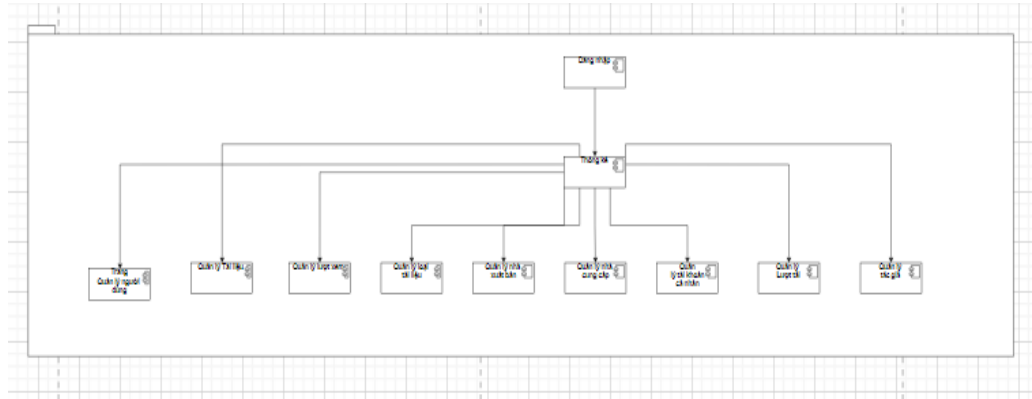 Đăng nhập
Thống kê
Trang
Quản lý người
dùng
Quản lý Tài liệu
Quản lý lượt xem
Quản lý loại
tài liệu
Quản lý nhà
xuất bản
Quản lý nhà
cung cấp
Quản
lý tài khoản
cá nhân
Quản lý
Lượt tải
Quản lý
tác giả